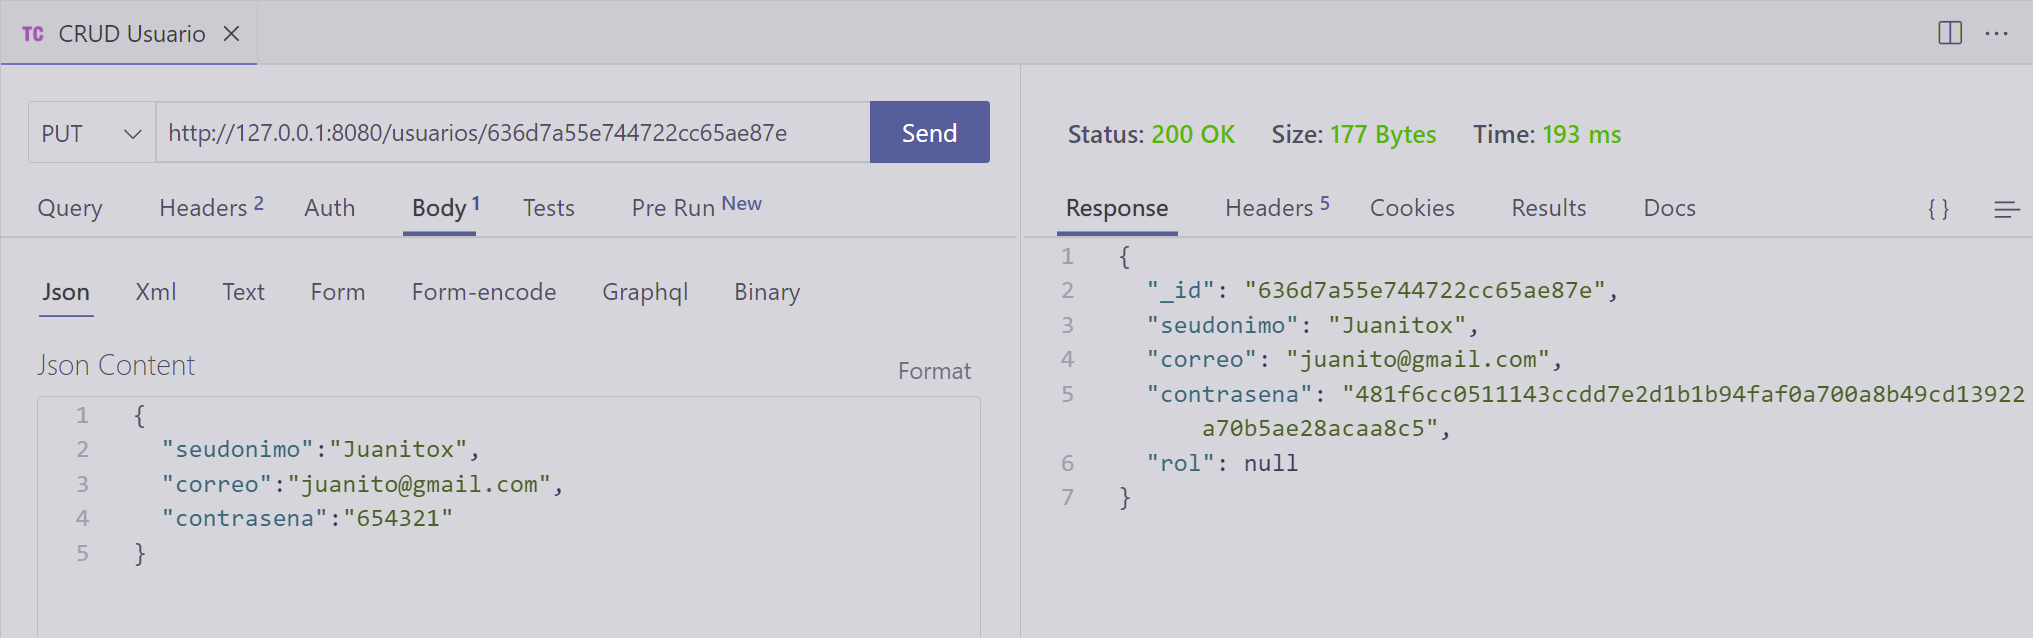 TC CRUD Usuario
PUT http://127.0.0.1:8080/usuarios/636d7a55e744722cc65ae87e Send
Query Headers 2 Auth Body 1 Tests Pre Run New
Json Xml Text Form Form-encode Graphql Binary
Json Content
Format
1 {
2 "seudonimo":"Juanitox",
3 "correo":"juanito@gmail.com",
4 "contrasena":"654321"
5 }
Status: 200 OK Size: 177 Bytes Time: 193 ms
Response Headers 5 Cookies Results Docs { }
1 {
2 "_id": "636d7a55e744722cc65ae87e",
3 "seudonimo": "Juanitox",
4 "correo": "juanito@gmail.com",
5 "contrasena": "481f6cc0511143ccdd7e2d1b1b94faf0a700a8b49cd13922
a70b5ae28acaa8c5",
6 "rol": null
7 }